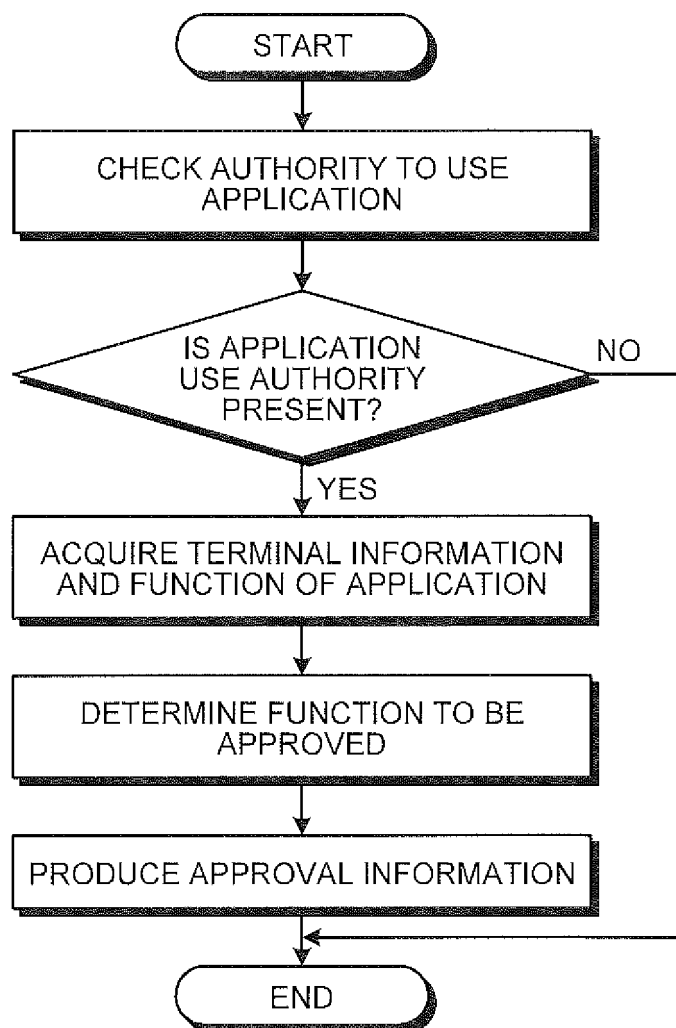 START
CHECK AUTHORITY TO USE
APPLICATION
IS APPLICATION
USE AUTHORITY
PRESENT?
NO
YES
ACQUIRE TERMINAL INFORMATION
AND FUNCTION OF APPLICATION
DETERMINE FUNCTION TO BE
APPROVED
PRODUCE APPROVAL INFORMATION
END